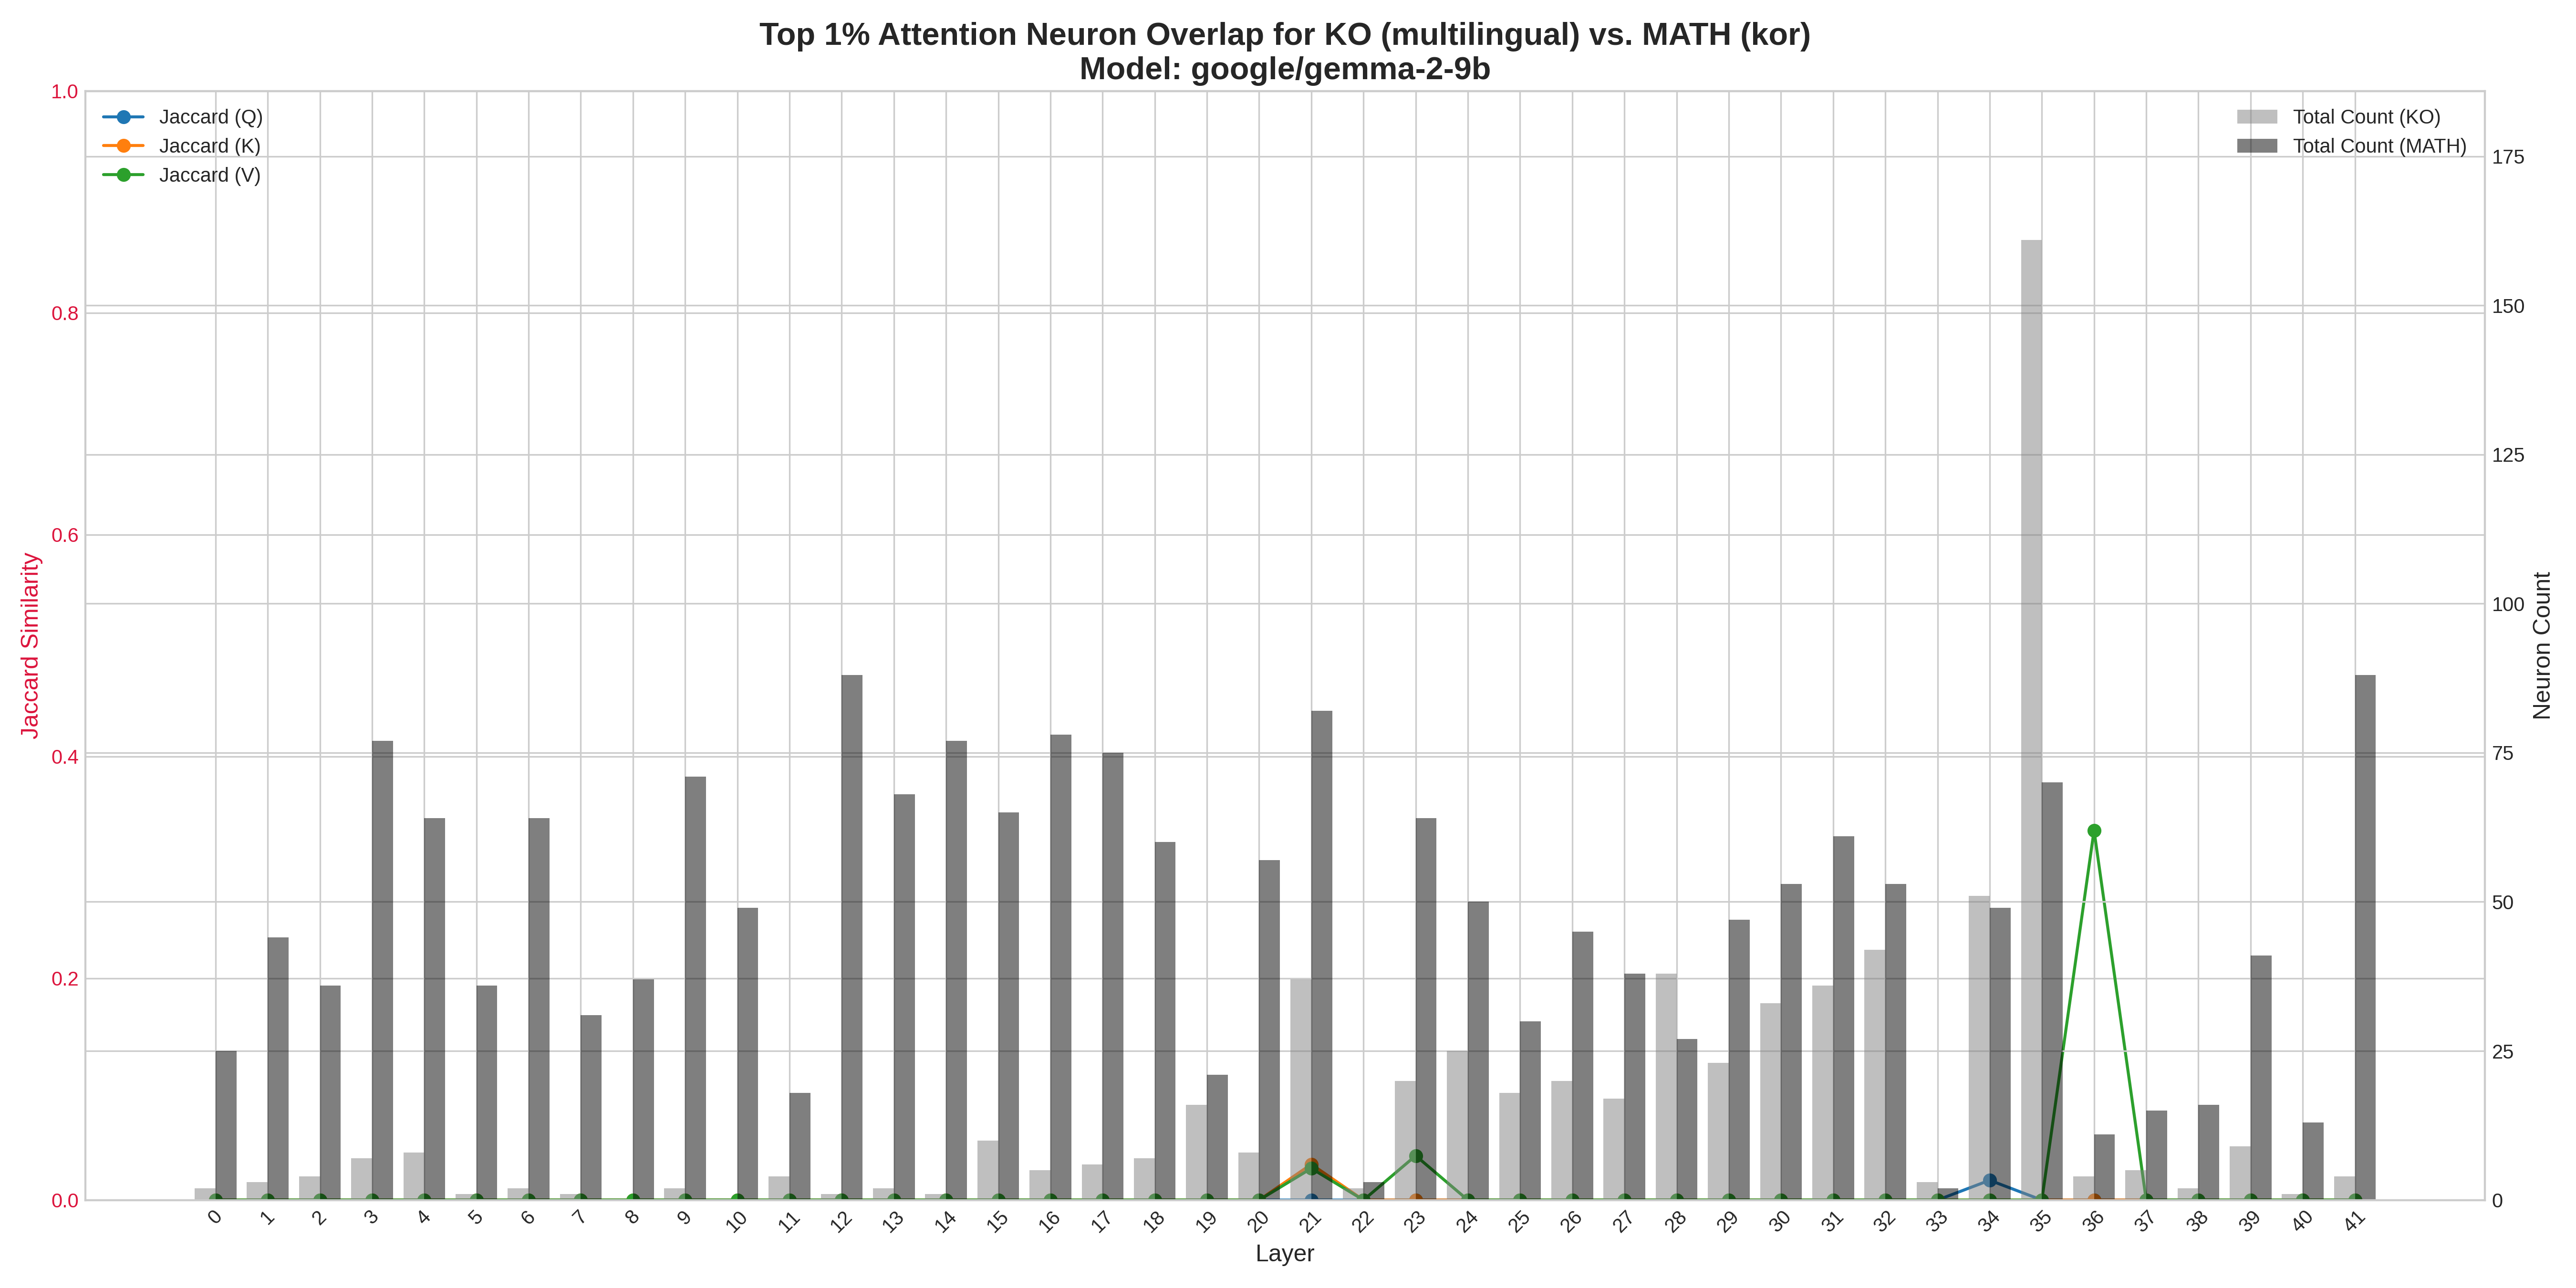 Top 1% Attention Neuron Overlap for KO (multilingual) vs. MATH (kor)
Model: google/gemma-2-9b
Jaccard (Q)
Jaccard (K)
Jaccard (V)
Total Count (KO)
Total Count (MATH)
1.0
0.8
0.6
0.4
0.2
0.0
Jaccard Similarity
175
150
125
100
75
50
25
0
Neuron Count
0 1 2 3 4 5 6 7 8 9 10 11 12 13 14 15 16 17 18 19 20 21 22 23 24 25 26 27 28 29 30 31 32 33 34 35 36 37 38 39 40 41
Layer